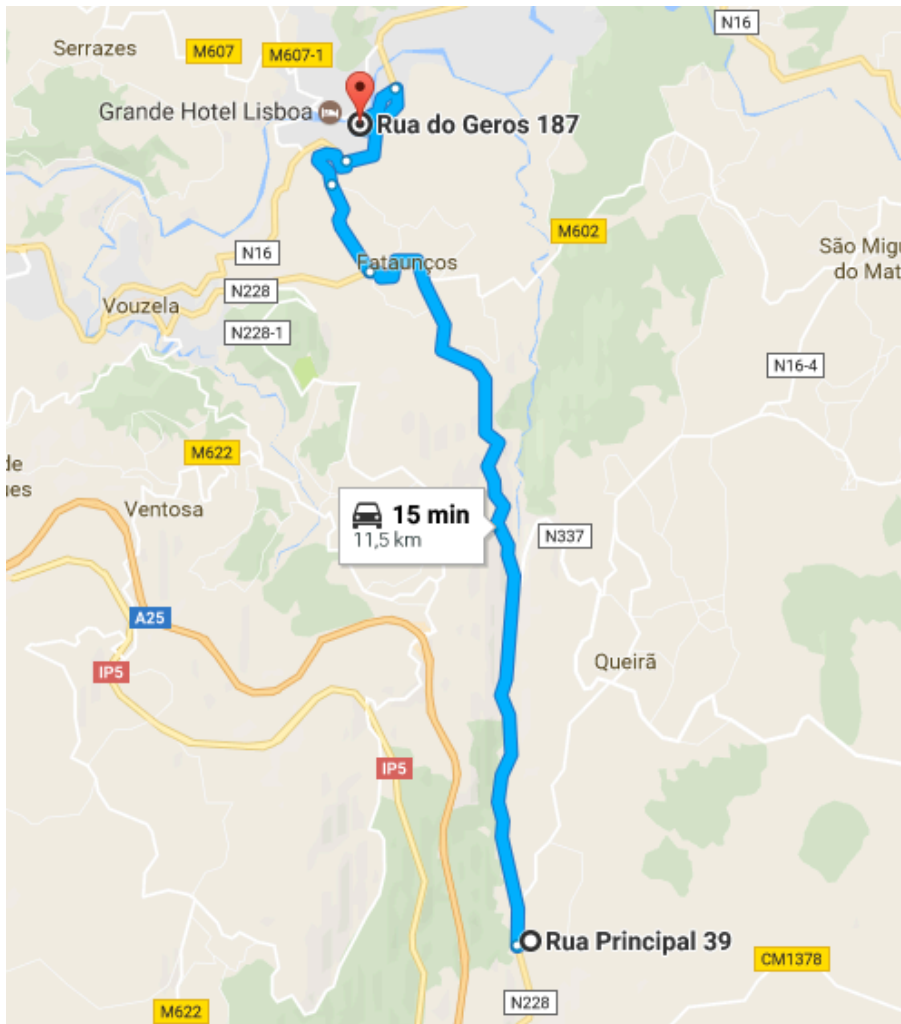 N16
Serrazes
M607
M607-1
Grande Hotel Lisboa
Rua do Geros 187
M602
São Migu
do Mat
N16
Fataunços
N228
Vouzela
N228-1
N16-4
M622
de
ues
Ventosa
15 min
11,5 km
N337
A25
IP5
Queirã
IP5
Rua Principal 39
CM1378
N228
M622